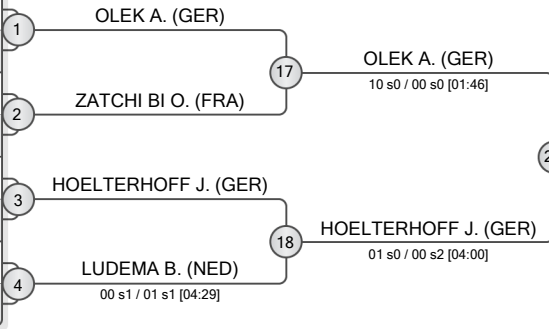 1
OLEK A. (GER)
17
OLEK A. (GER)
10 s0 / 00 s0 [01:46]
2
ZATCHI BI O. (FRA)
2
3
HOELTERHOFF J. (GER)
18
HOELTERHOFF J. (GER)
01 s0 / 00 s2 [04:00]
4
LUDEMA B. (NED)
00 s1 / 01 s1 [04:29]